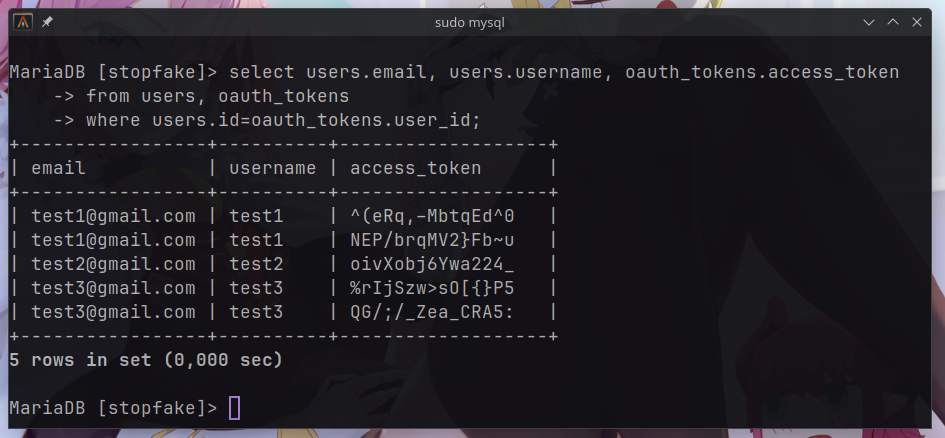 sudo mysql
MariaDB [stopfake]> select users.email, users.username, oauth_tokens.access_token
    -> from users, oauth_tokens
    -> where users.id=oauth_tokens.user_id;
+-----------------+----------+-------------------+
| email           | username | access_token      |
+-----------------+----------+-------------------+
| test1@gmail.com | test1    | ^(eRq,-MbtqEd^0   |
| test1@gmail.com | test1    | NEP/brqMV2}Fb~u   |
| test2@gmail.com | test2    | oivXobj6Ywa224_   |
| test3@gmail.com | test3    | %rIjSzw>sO[{}P5   |
| test3@gmail.com | test3    | QG/;/_Zea_CRA5:   |
+-----------------+----------+-------------------+
5 rows in set (0,000 sec)
MariaDB [stopfake]>